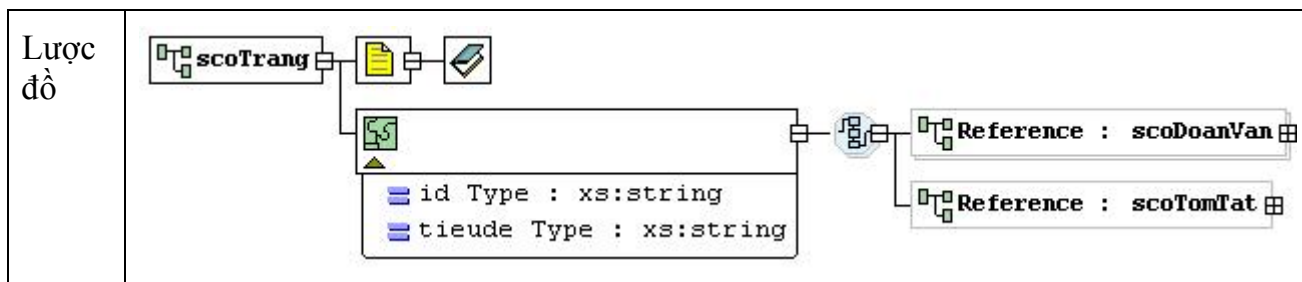 Lược
đồ
scoTrang
Reference : scoDoanVan
id Type : xs:string
Reference : scoTomTat
tieude Type : xs:string